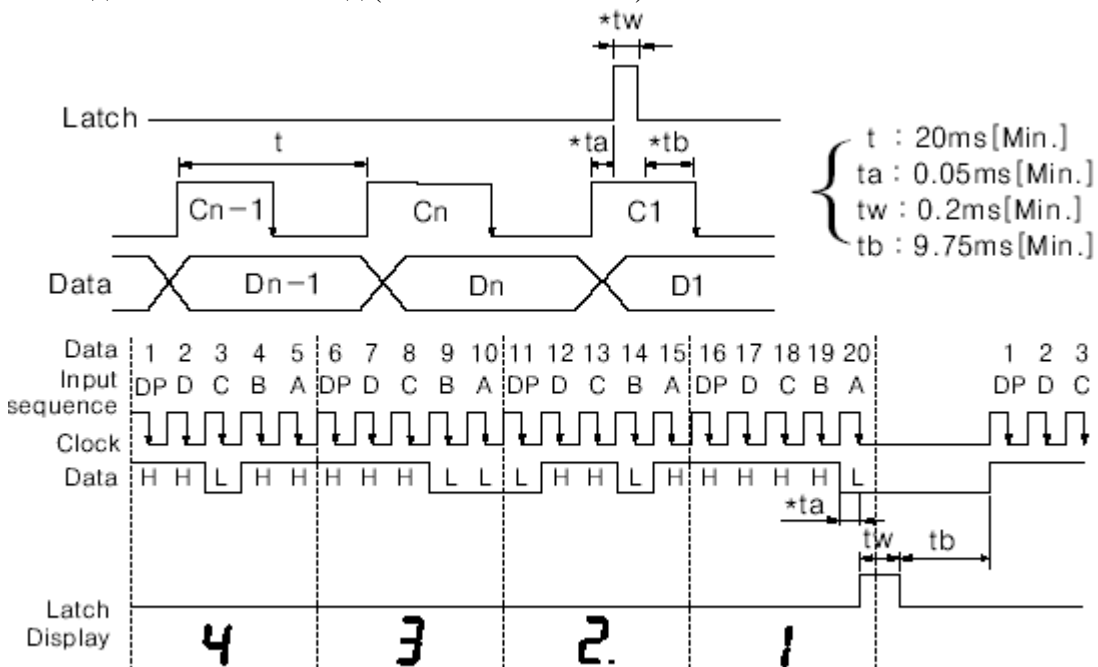 *tw
Latch
t *ta *tb
t : 20ms[Min.]
ta : 0.05ms[Min.]
tw : 0.2ms[Min.]
tb : 9.75ms[Min.]
Cn-1 Cn C1
Data Dn-1 Dn D1
Data 1 2 3 4 5 6 7 8 9 10 11 12 13 14 15 16 17 18 19 20 1 2 3
Input DP D C B A DP D C B A DP D C B A DP D C B A DP D C
sequence
Clock
Data H H L H H H H H L L L H H L H H H H H L
*ta
tw tb
Latch
Display 4 3 2. 1